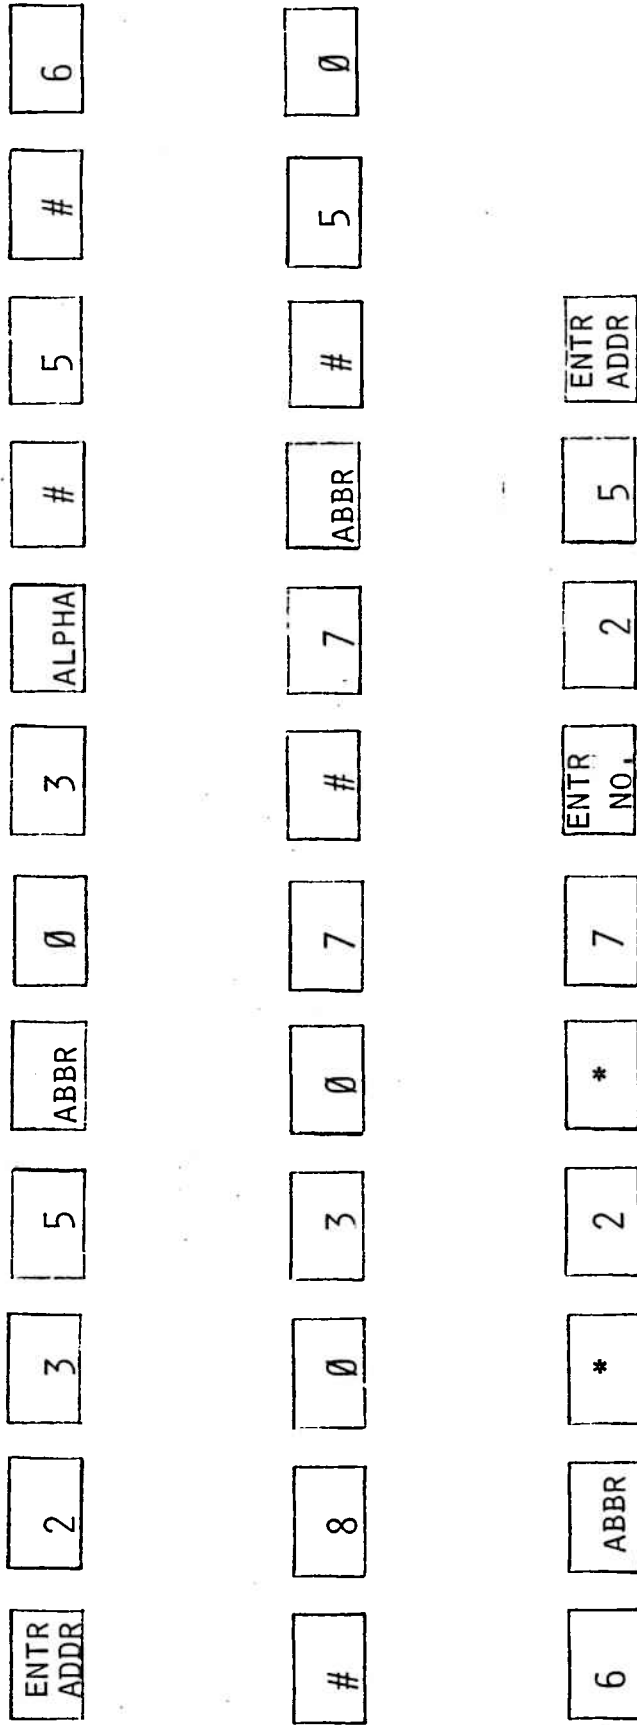 ENTR ADDR 2 3 5 ABBR Ø 3 ALPHA # 5 # 6
# 8 Ø 3 Ø 7 # 7 ABBR # 5 Ø
6 ABBR * 2 * 7 ENTR NO. 2 5 ENTR ADDR